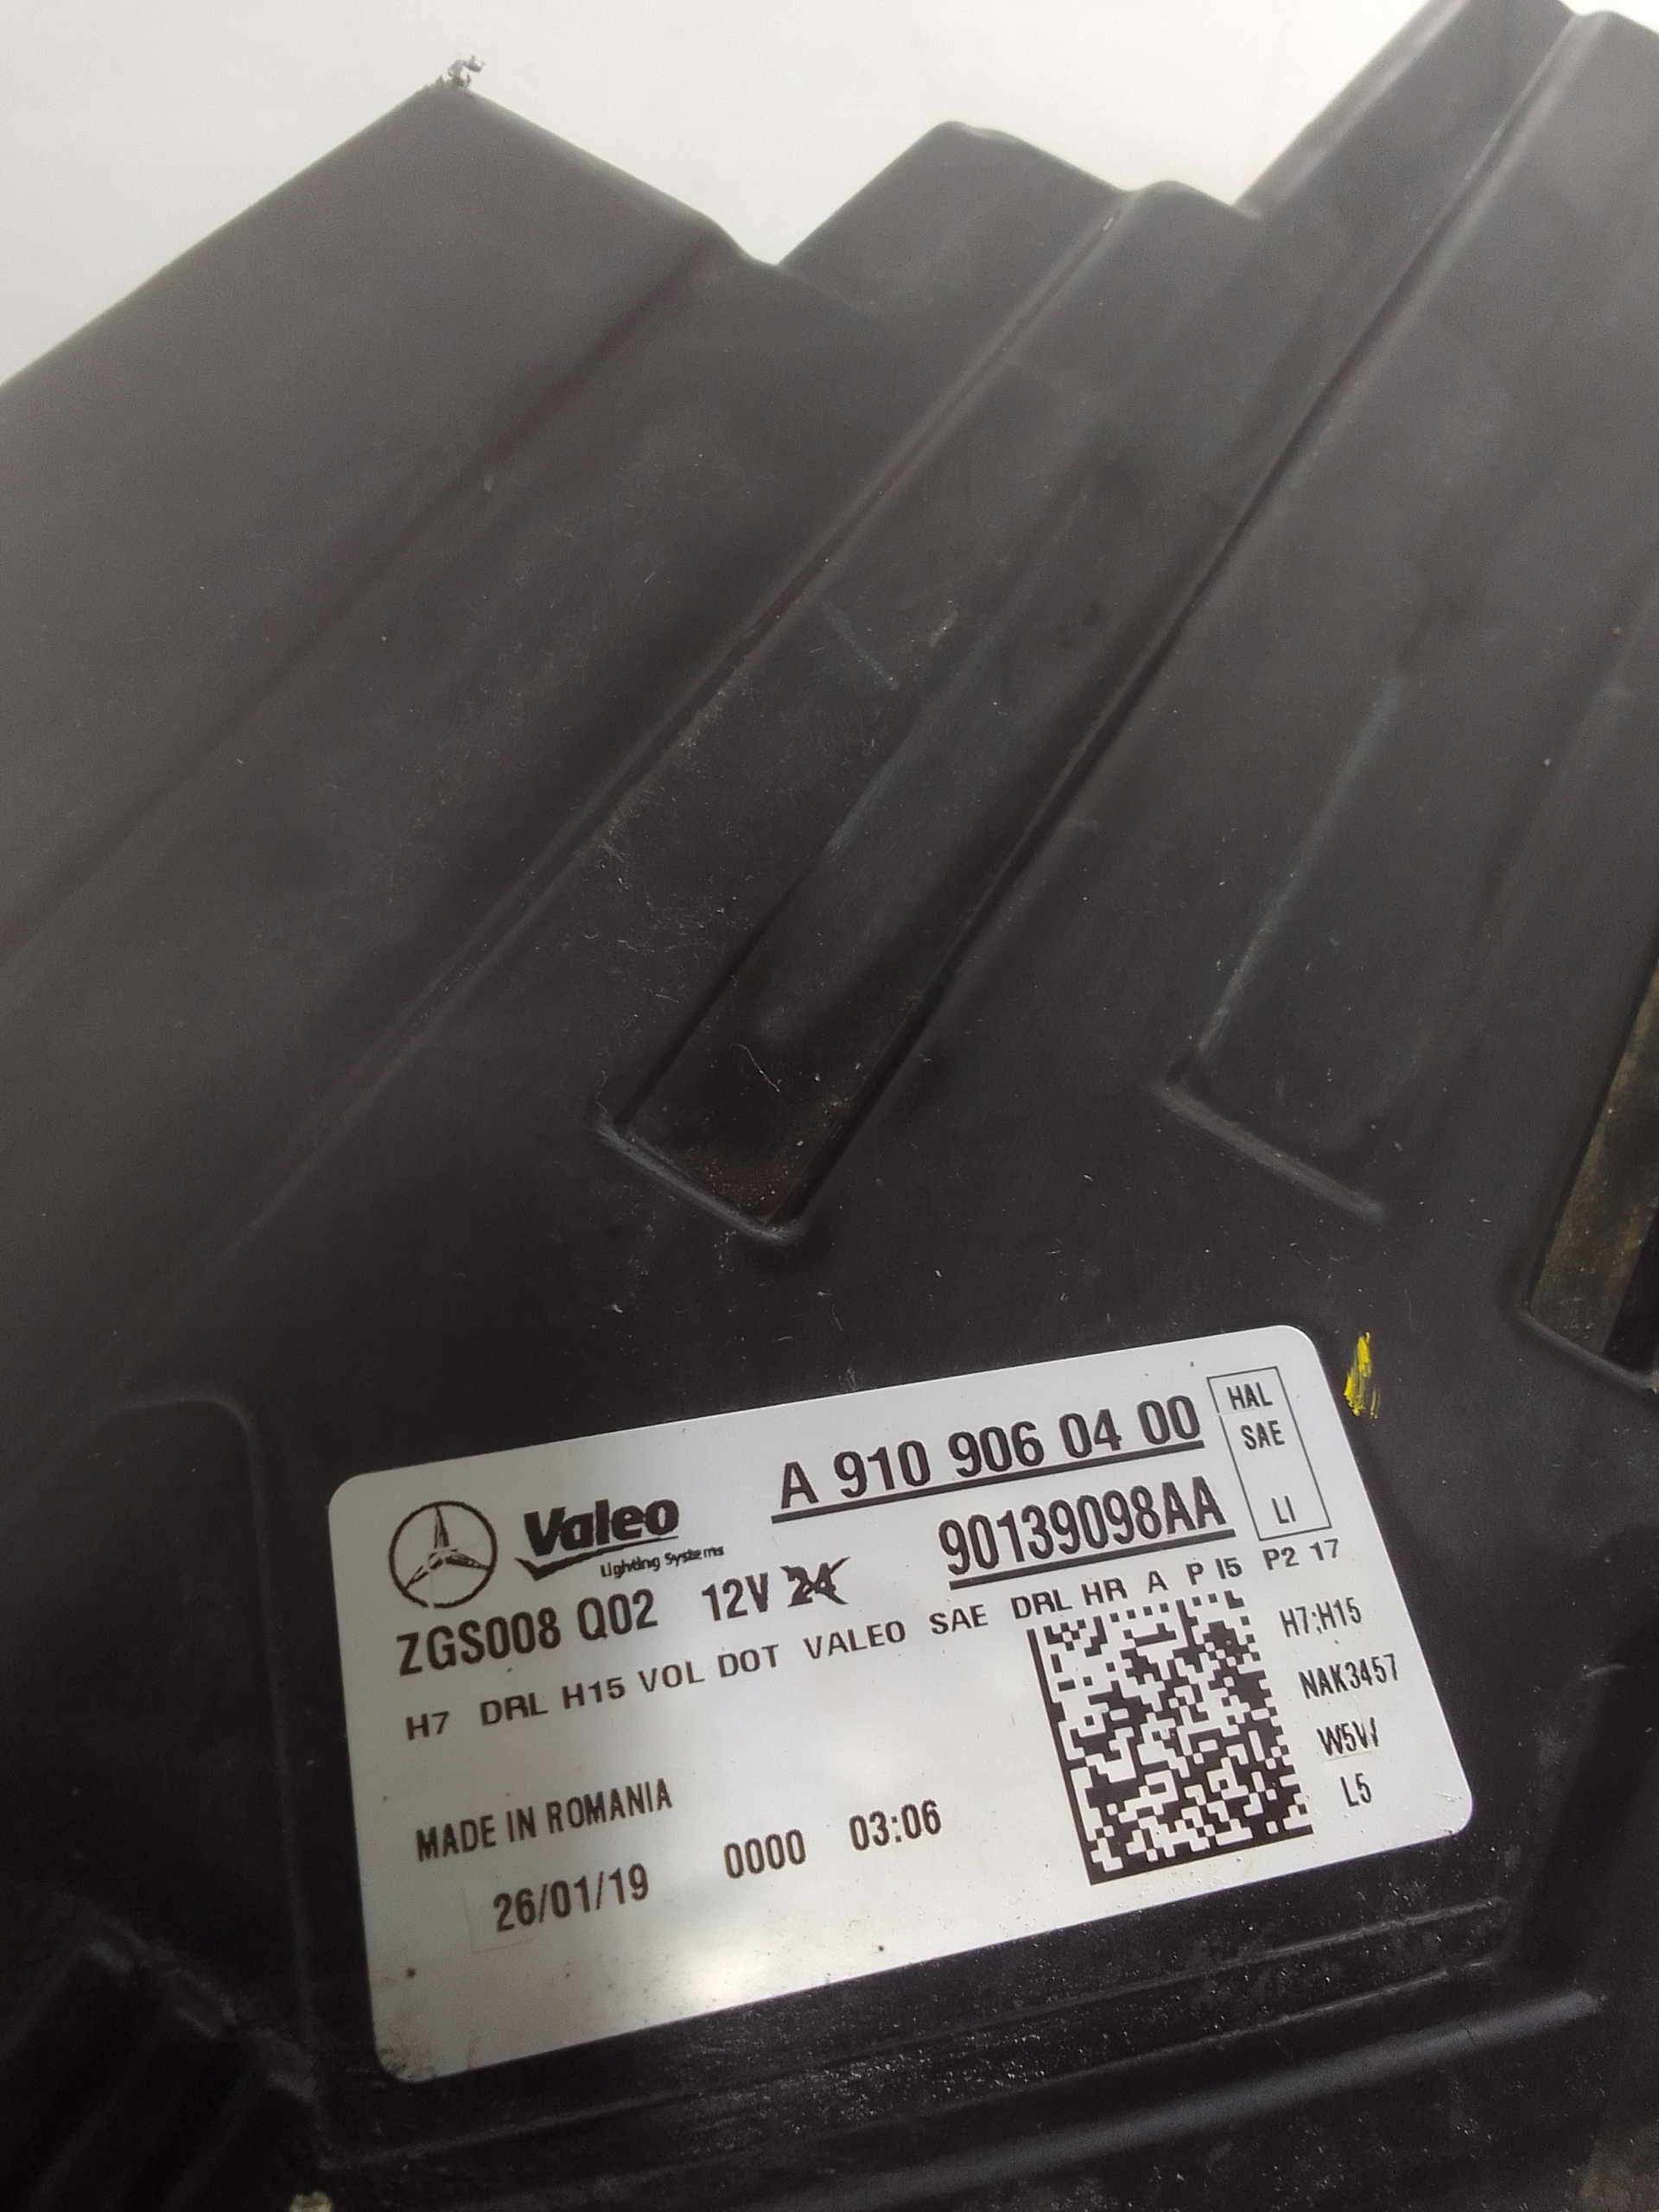 A 910 906 04 00
HAL
SAE
LI
Valeo
Lighting Systems
90139098AA
ZGS008 Q02 12V 24
H7 DRL H15 VOL DOT VALEO SAE DRL HR A P I5 P2 17
H7;H15
NAK3457
W5W
L5
MADE IN ROMANIA
26/01/19 0000 03:06